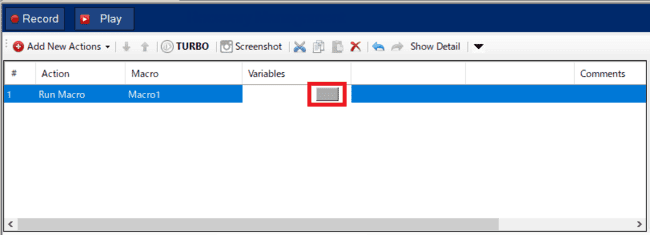 Record Play
Add New Actions TURBO Screenshot Show Detail
# Action Macro Variables Comments
1 Run Macro Macro1